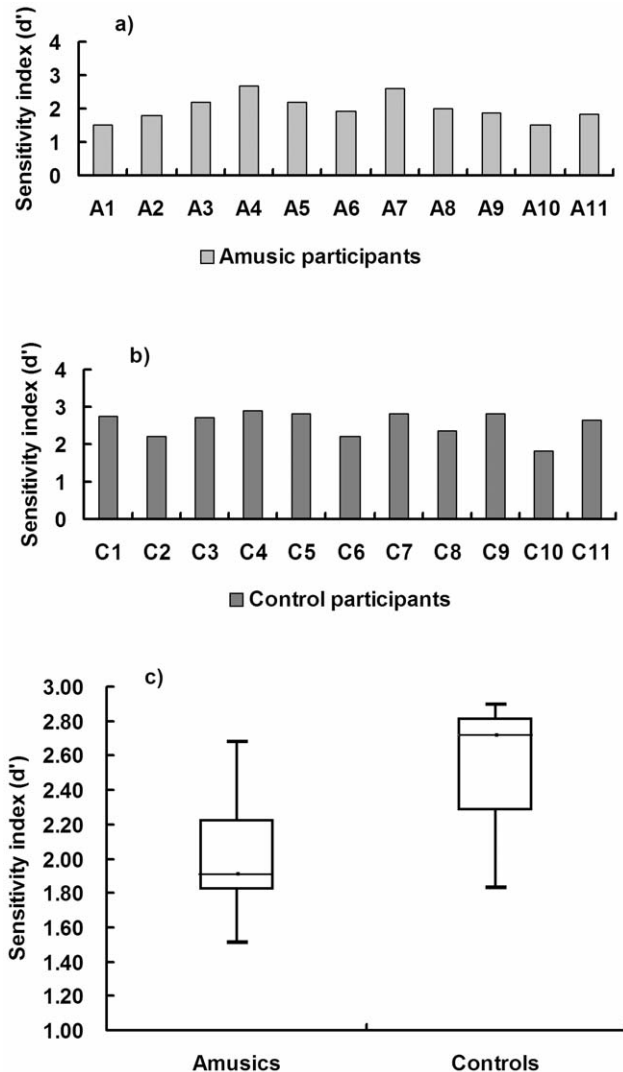 a)
Sensitivity index (d')
4
3
2
1
0
A1 A2 A3 A4 A5 A6 A7 A8 A9 A10 A11
Amusic participants
b)
Sensitivity index (d')
4
3
2
1
0
C1 C2 C3 C4 C5 C6 C7 C8 C9 C10 C11
Control participants
c)
Sensitivity index (d')
3.00
2.80
2.60
2.40
2.20
2.00
1.80
1.60
1.40
1.20
1.00
Amusics Controls